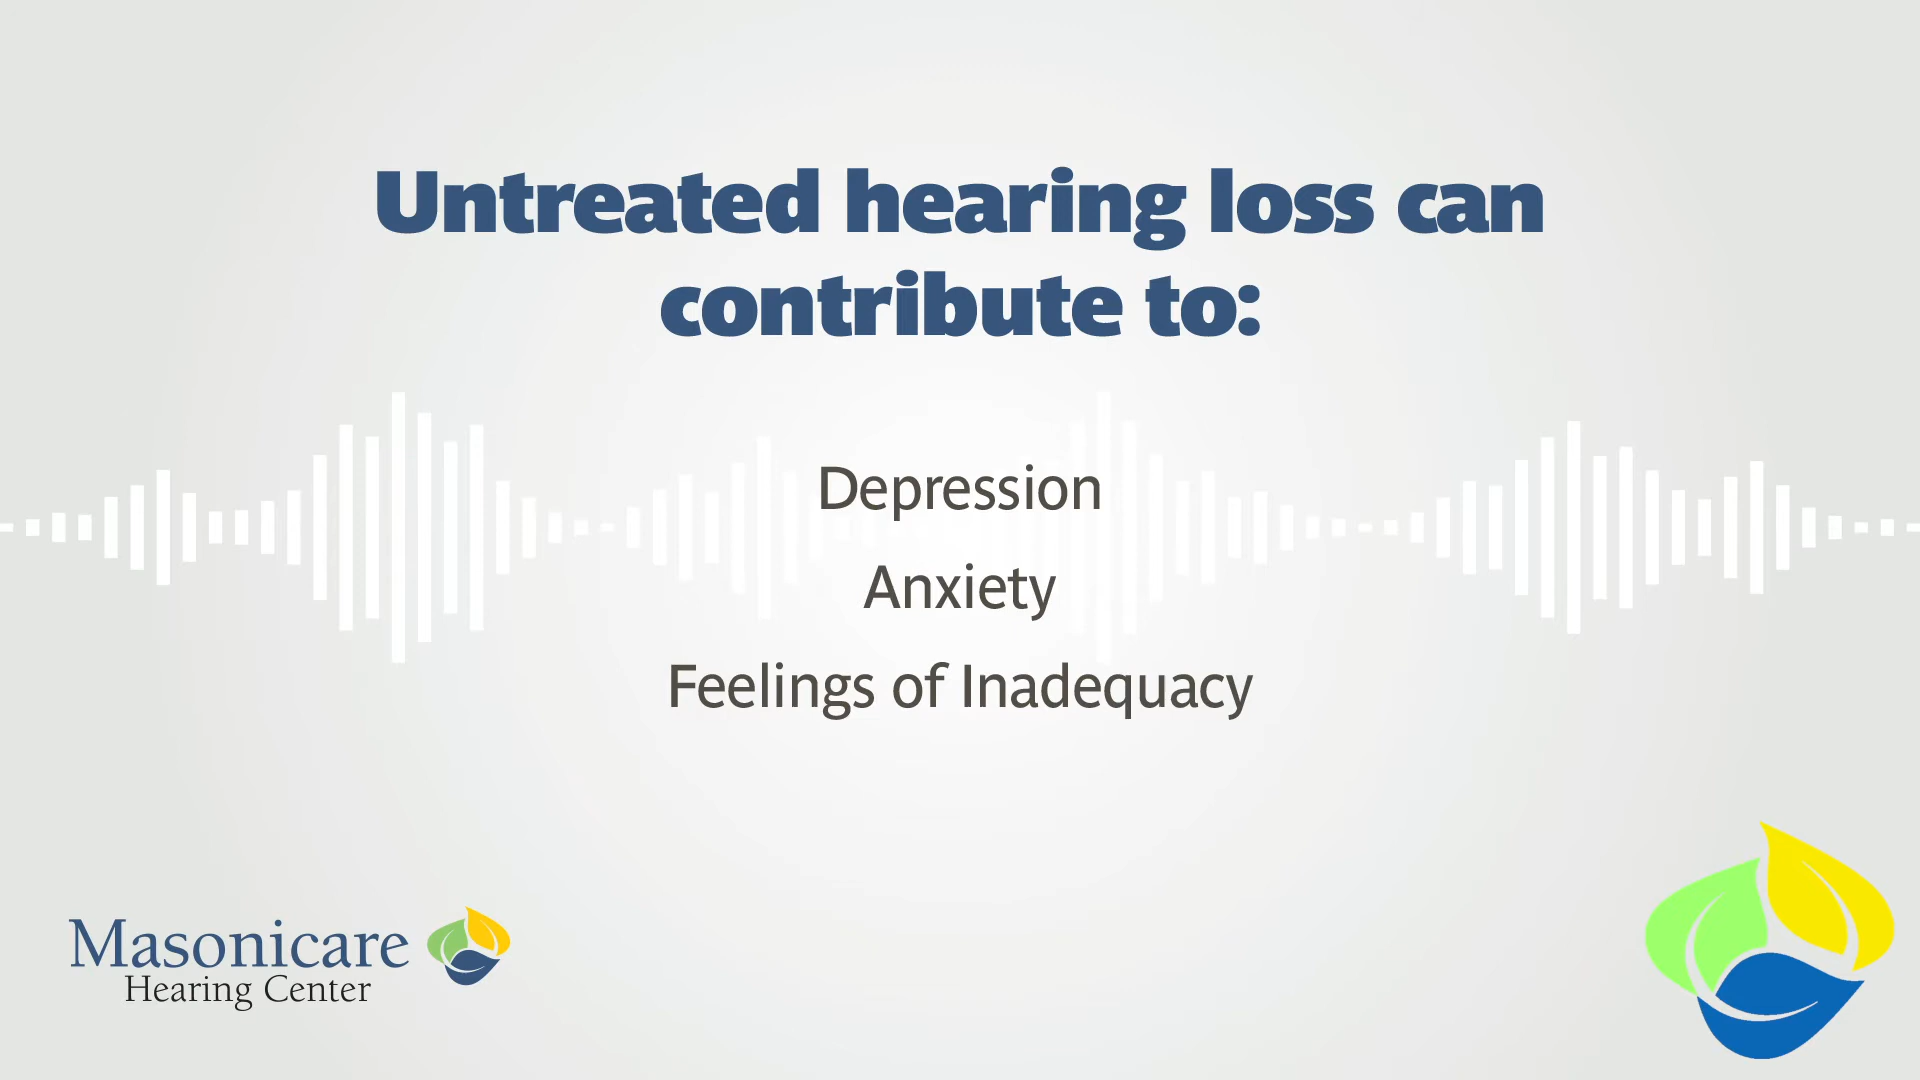 Untreated hearing loss can
contribute to:
Depression
Anxiety
Feelings of Inadequacy
Masonicare
Hearing Center